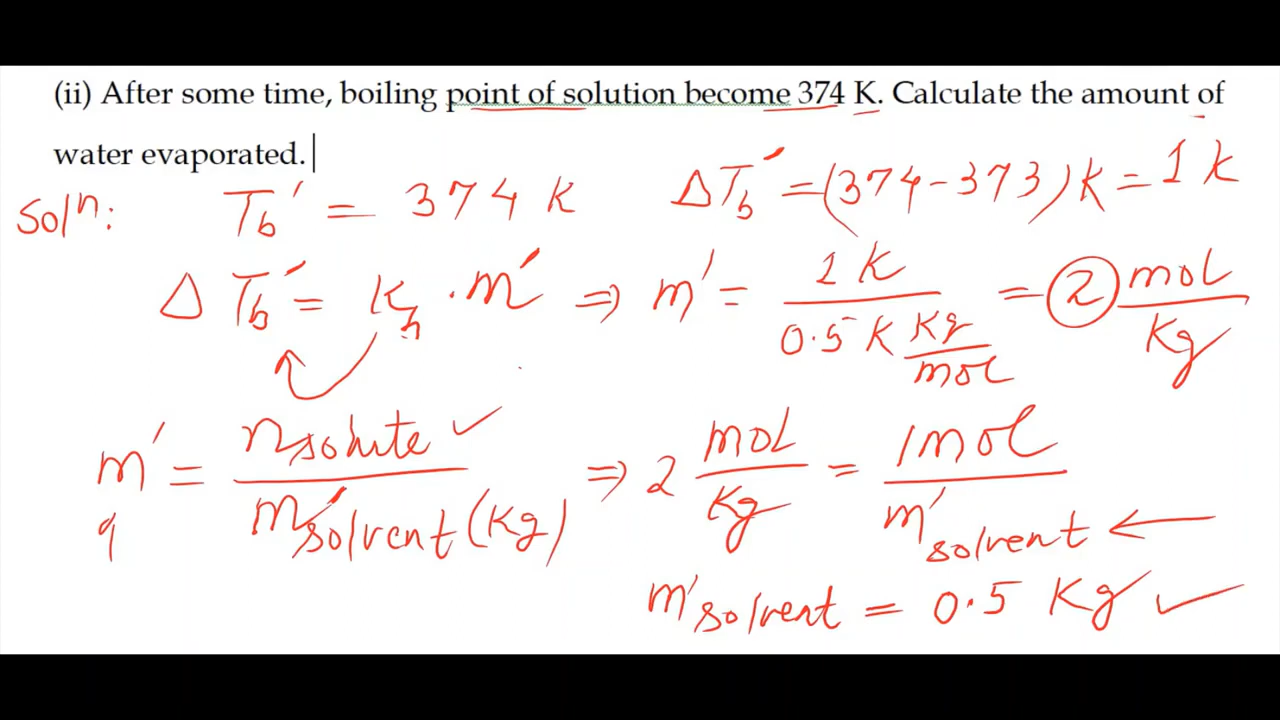 (ii) After some time, boiling point of solution become 374 K. Calculate the amount of
water evaporated.
Soln: Tb' = 374 K ΔTb' = (374-373)K = 1 K
ΔTb' = Kb · m' ⇒ m' = 1 K / 0.5 K Kg/mol = 2 mol/Kg
m' = nsolute / m'solvent (Kg) ⇒ 2 mol/Kg = 1 mol / m'solvent ←
m'solvent = 0.5 Kg ✓